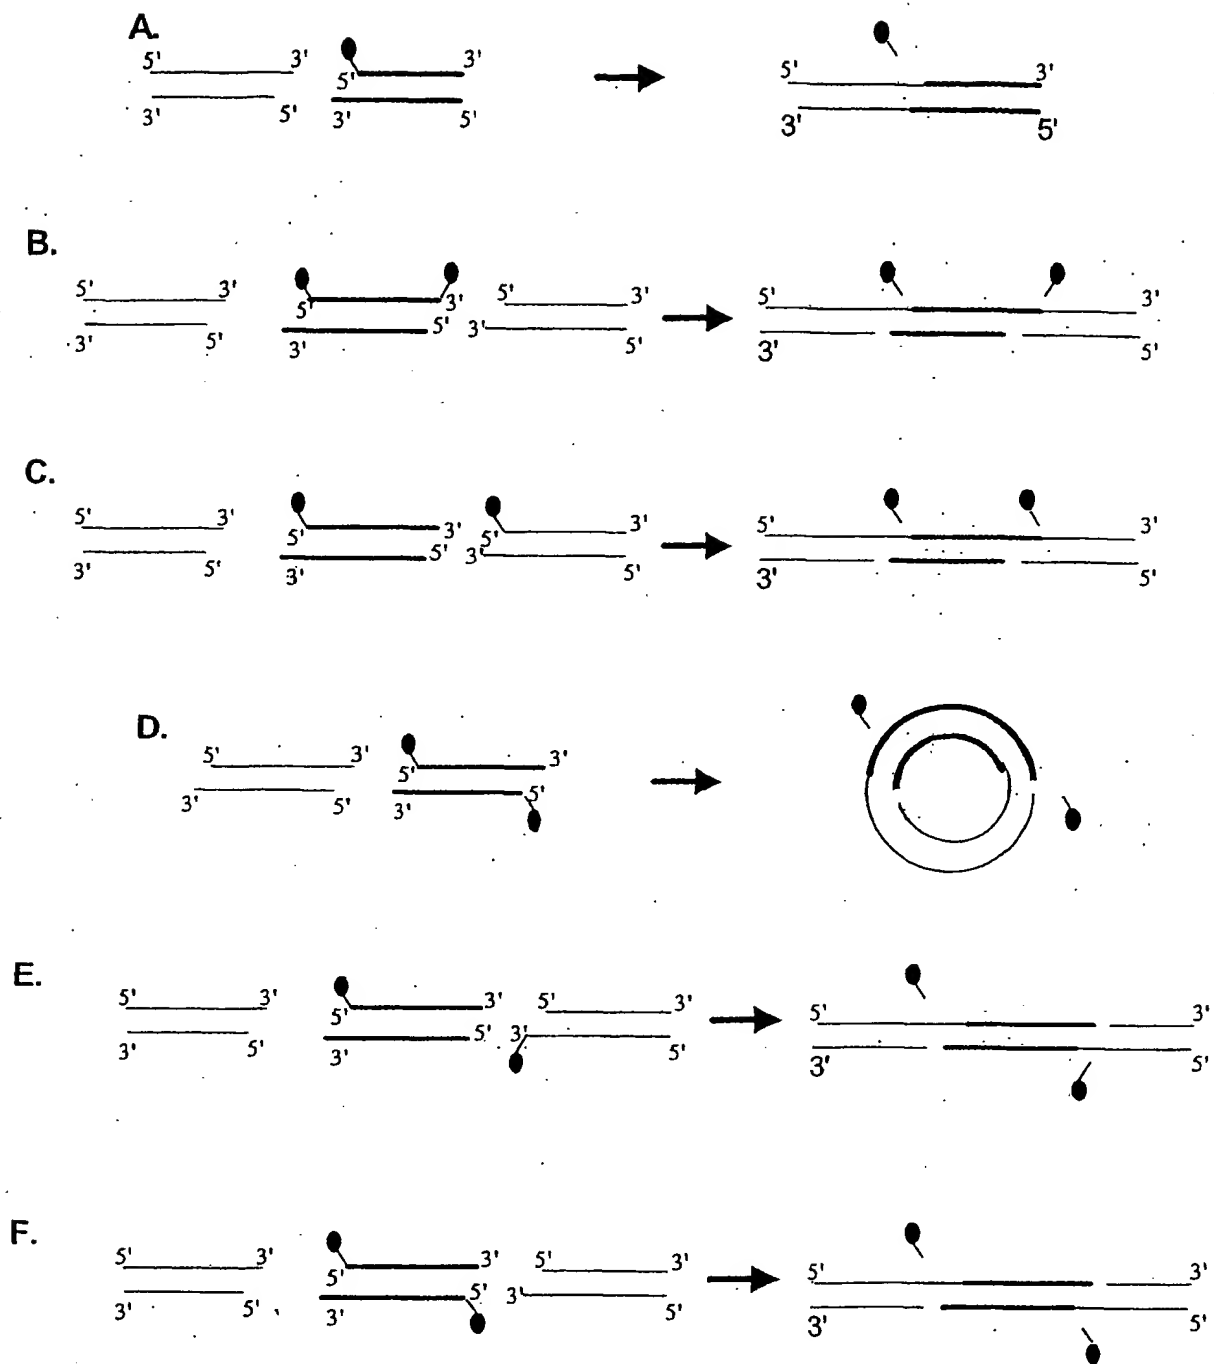 A.
5' 3' 5' 3' 5' 3'
3' 5' 3' 5' 3' 5'
B.
5' 3' 5' 3' 5' 3' 5' 3'
3' 5' 3' 5' 3' 5' 3' 5'
C.
5' 3' 5' 3' 5' 3' 5' 3'
3' 5' 3' 5' 3' 5' 3' 5'
D.
5' 3' 5' 3'
3' 5' 3' 5'
E.
5' 3' 5' 3' 5' 3' 5' 3'
3' 5' 3' 5' 3' 5' 3' 5'
F.
5' 3' 5' 3' 5' 3' 5' 3'
3' 5' 3' 5' 3' 5' 3' 5'